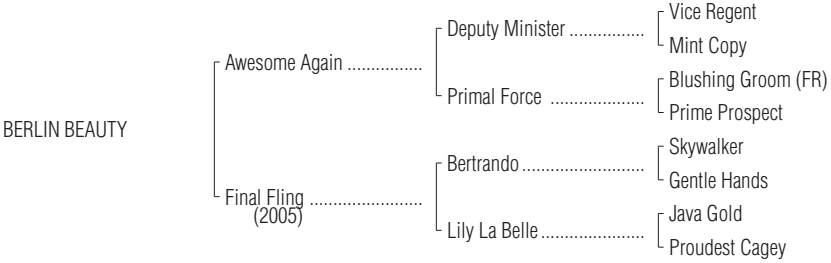 Vice Regent
Deputy Minister ................
Mint Copy
Awesome Again ................
Blushing Groom (FR)
Primal Force ....................
Prime Prospect
BERLIN BEAUTY
Skywalker
Bertrando ..........................
Gentle Hands
Final Fling ........................
(2005)
Java Gold
Lily La Belle ......................
Proudest Cagey